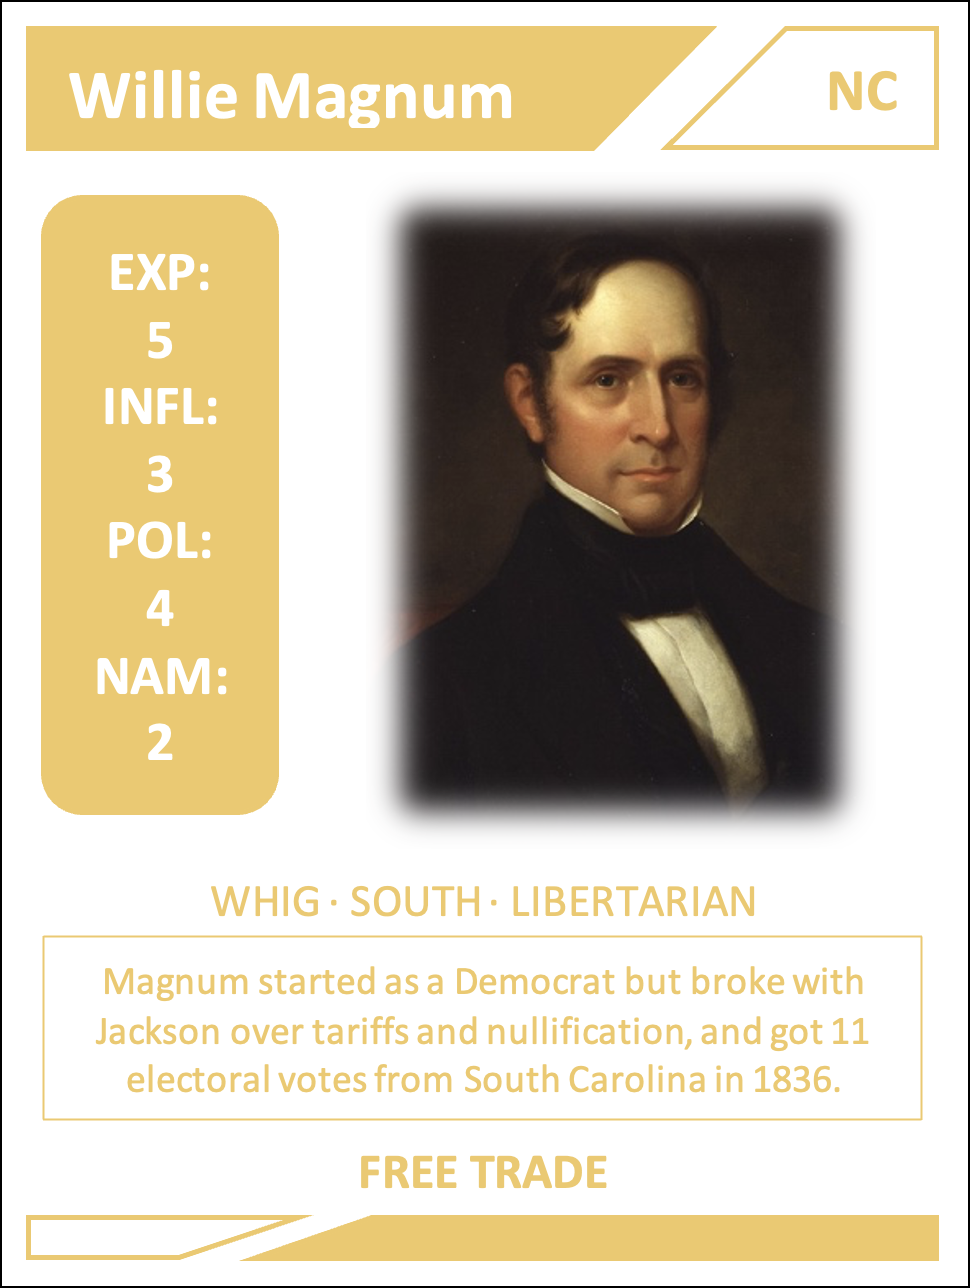 Willie Magnum
NC
EXP:
5
INFL:
3
POL:
4
NAM:
2
WHIG · SOUTH · LIBERTARIAN
Magnum started as a Democrat but broke with
Jackson over tariffs and nullification, and got 11
electoral votes from South Carolina in 1836.
FREE TRADE